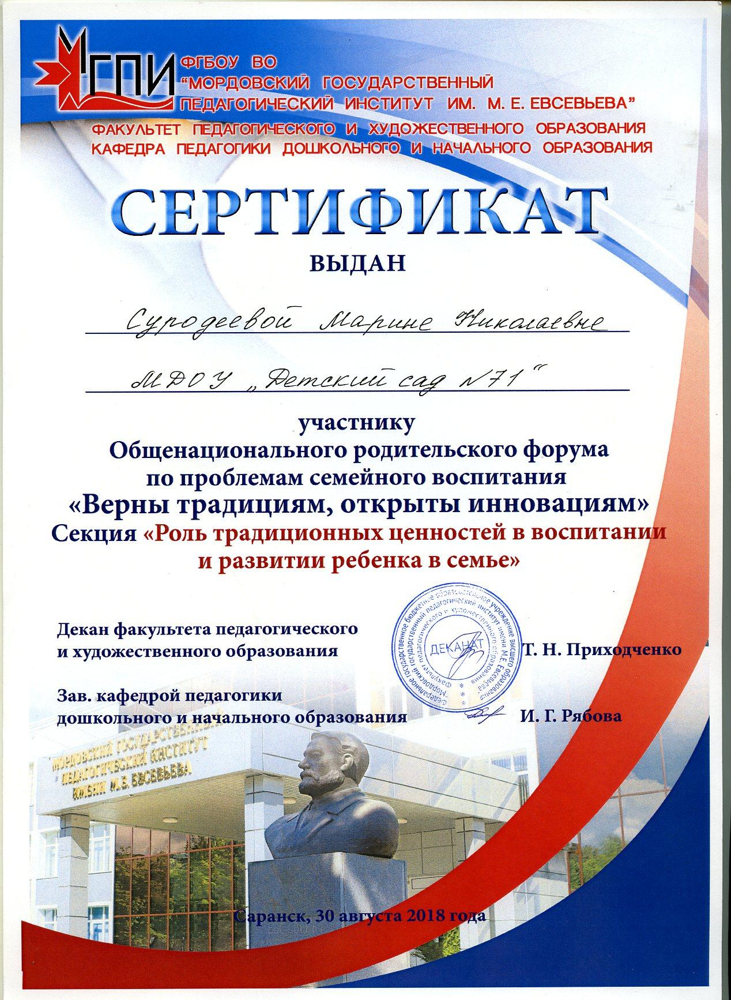 МГПИ
ФГБОУ ВО
"МОРДОВСКИЙ ГОСУДАРСТВЕННЫЙ
ПЕДАГОГИЧЕСКИЙ ИНСТИТУТ ИМ. М. Е. ЕВСЕВЬЕВА"
ФАКУЛЬТЕТ ПЕДАГОГИЧЕСКОГО И ХУДОЖЕСТВЕННОГО ОБРАЗОВАНИЯ
КАФЕДРА ПЕДАГОГИКИ ДОШКОЛЬНОГО И НАЧАЛЬНОГО ОБРАЗОВАНИЯ
СЕРТИФИКАТ
ВЫДАН
Суродеевой Марине Николаевне
МДОУ „Детский сад №71“
участнику
Общенационального родительского форума
по проблемам семейного воспитания
«Верны традициям, открыты инновациям»
Секция «Роль традиционных ценностей в воспитании
и развитии ребенка в семье»
Декан факультета педагогического
и художественного образования
Т. Н. Приходченко
Федеральное государственное бюджетное образовательное учреждение высшего образования
"Мордовский государственный педагогический институт имени М.Е. Евсевьева"
Факультет педагогического и художественного образования
ДЕКАНАТ
Зав. кафедрой педагогики
дошкольного и начального образования
И. Г. Рябова
МОРДОВСКИЙ ГОСУДАРСТВЕННЫЙ
ПЕДАГОГИЧЕСКИЙ ИНСТИТУТ
ИМЕНИ М.Е. ЕВСЕВЬЕВА
Саранск, 30 августа 2018 года